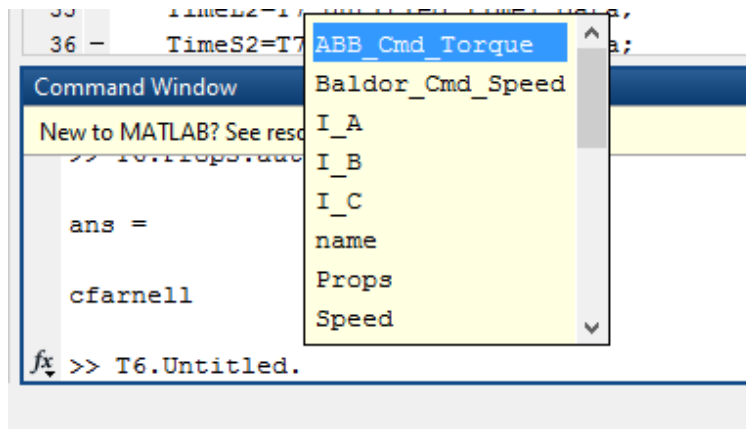 36 - TimeS2=T7 a;
ABB_Cmd_Torque
Baldor_Cmd_Speed
I_A
I_B
I_C
name
Props
Speed
Command Window
New to MATLAB? See
ans =
cfarnell
fx >> T6.Untitled.